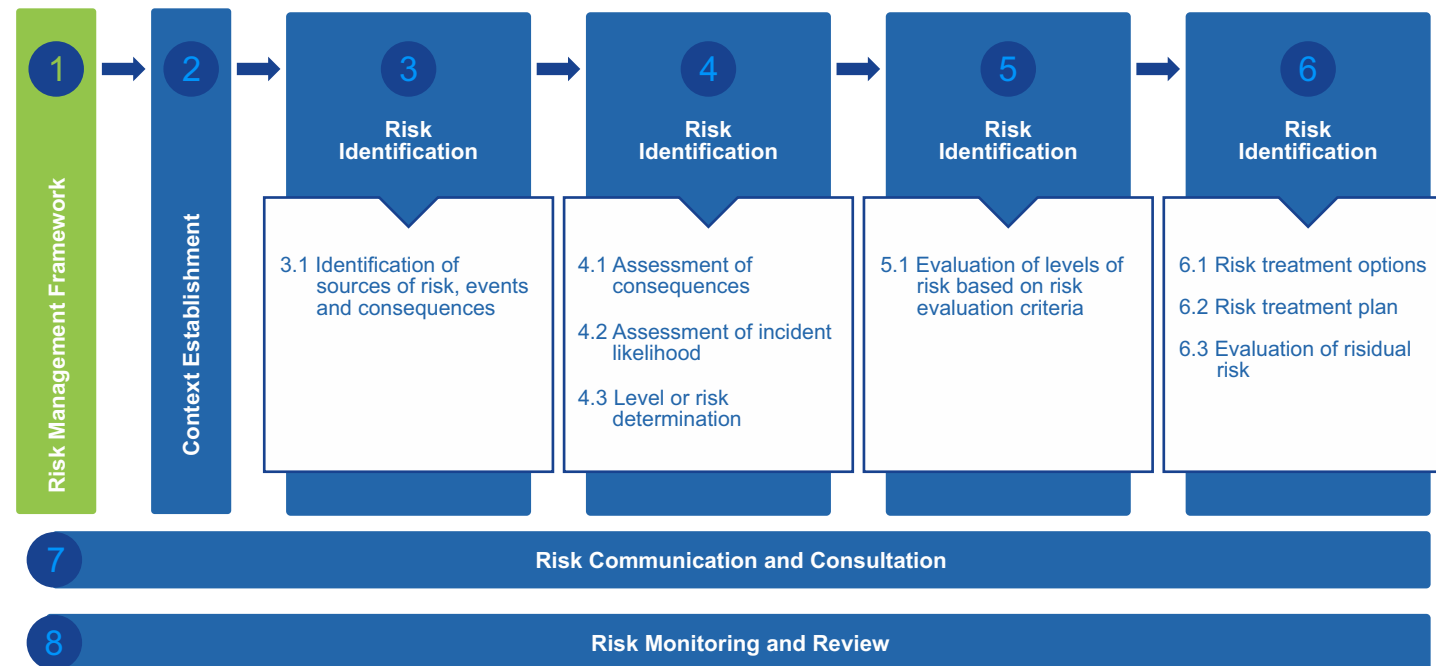 1
Risk Management Framework
2
Context Establishment
3
Risk
Identification
3.1 Identification of
sources of risk, events
and consequences
4
Risk
Identification
4.1 Assessment of
consequences
4.2 Assessment of incident
likelihood
4.3 Level or risk
determination
5
Risk
Identification
5.1 Evaluation of levels of
risk based on risk
evaluation criteria
6
Risk
Identification
6.1 Risk treatment options
6.2 Risk treatment plan
6.3 Evaluation of risidual
risk
7
Risk Communication and Consultation
8
Risk Monitoring and Review